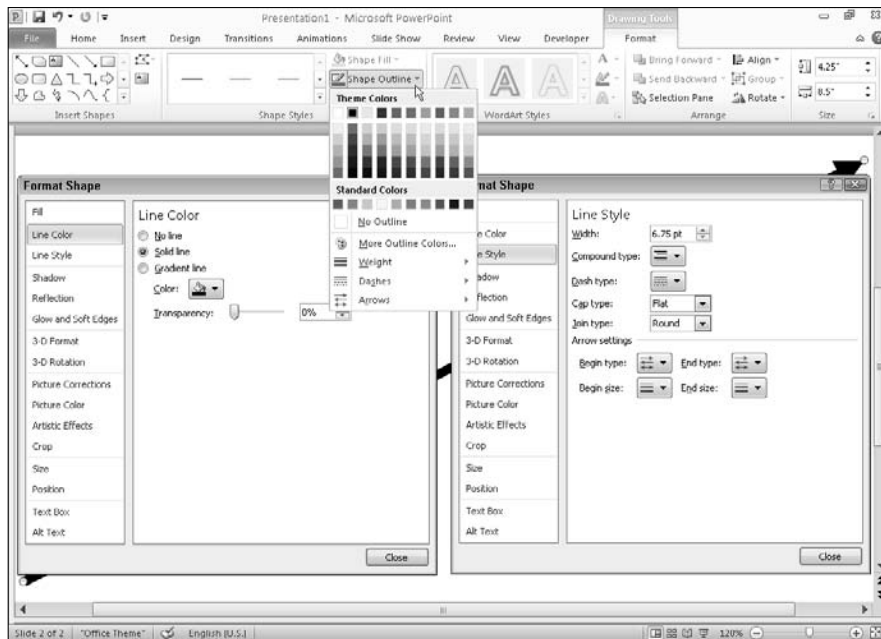 Presentation1 - Microsoft PowerPoint
Drawing Tools
File Home Insert Design Transitions Animations Slide Show Review View Developer Format
Shape Fill
Shape Outline
Bring Forward
Send Backward
Selection Pane
Align
Group
Rotate
4.25"
8.5"
Insert Shapes
Shape Styles
WordArt Styles
Arrange
Size
Theme Colors
Standard Colors
No Outline
More Outline Colors...
Weight
Dashes
Arrows
Format Shape
Fill
Line Color
Line Style
Shadow
Reflection
Glow and Soft Edges
3-D Format
3-D Rotation
Picture Corrections
Picture Color
Artistic Effects
Crop
Size
Position
Text Box
Alt Text
Line Color
No line
Solid line
Gradient line
Color:
Transparency: 0%
Close
mat Shape
e Color
e Style
adow
flection
Glow and Soft Edges
3-D Format
3-D Rotation
Picture Corrections
Picture Color
Artistic Effects
Crop
Size
Position
Text Box
Alt Text
Line Style
Width: 6.75 pt
Compound type:
Dash type:
Cap type: Flat
Join type: Round
Arrow settings
Begin type: End type:
Begin size: End size:
Close
Slide 2 of 2 "Office Theme" English (U.S.) 120%